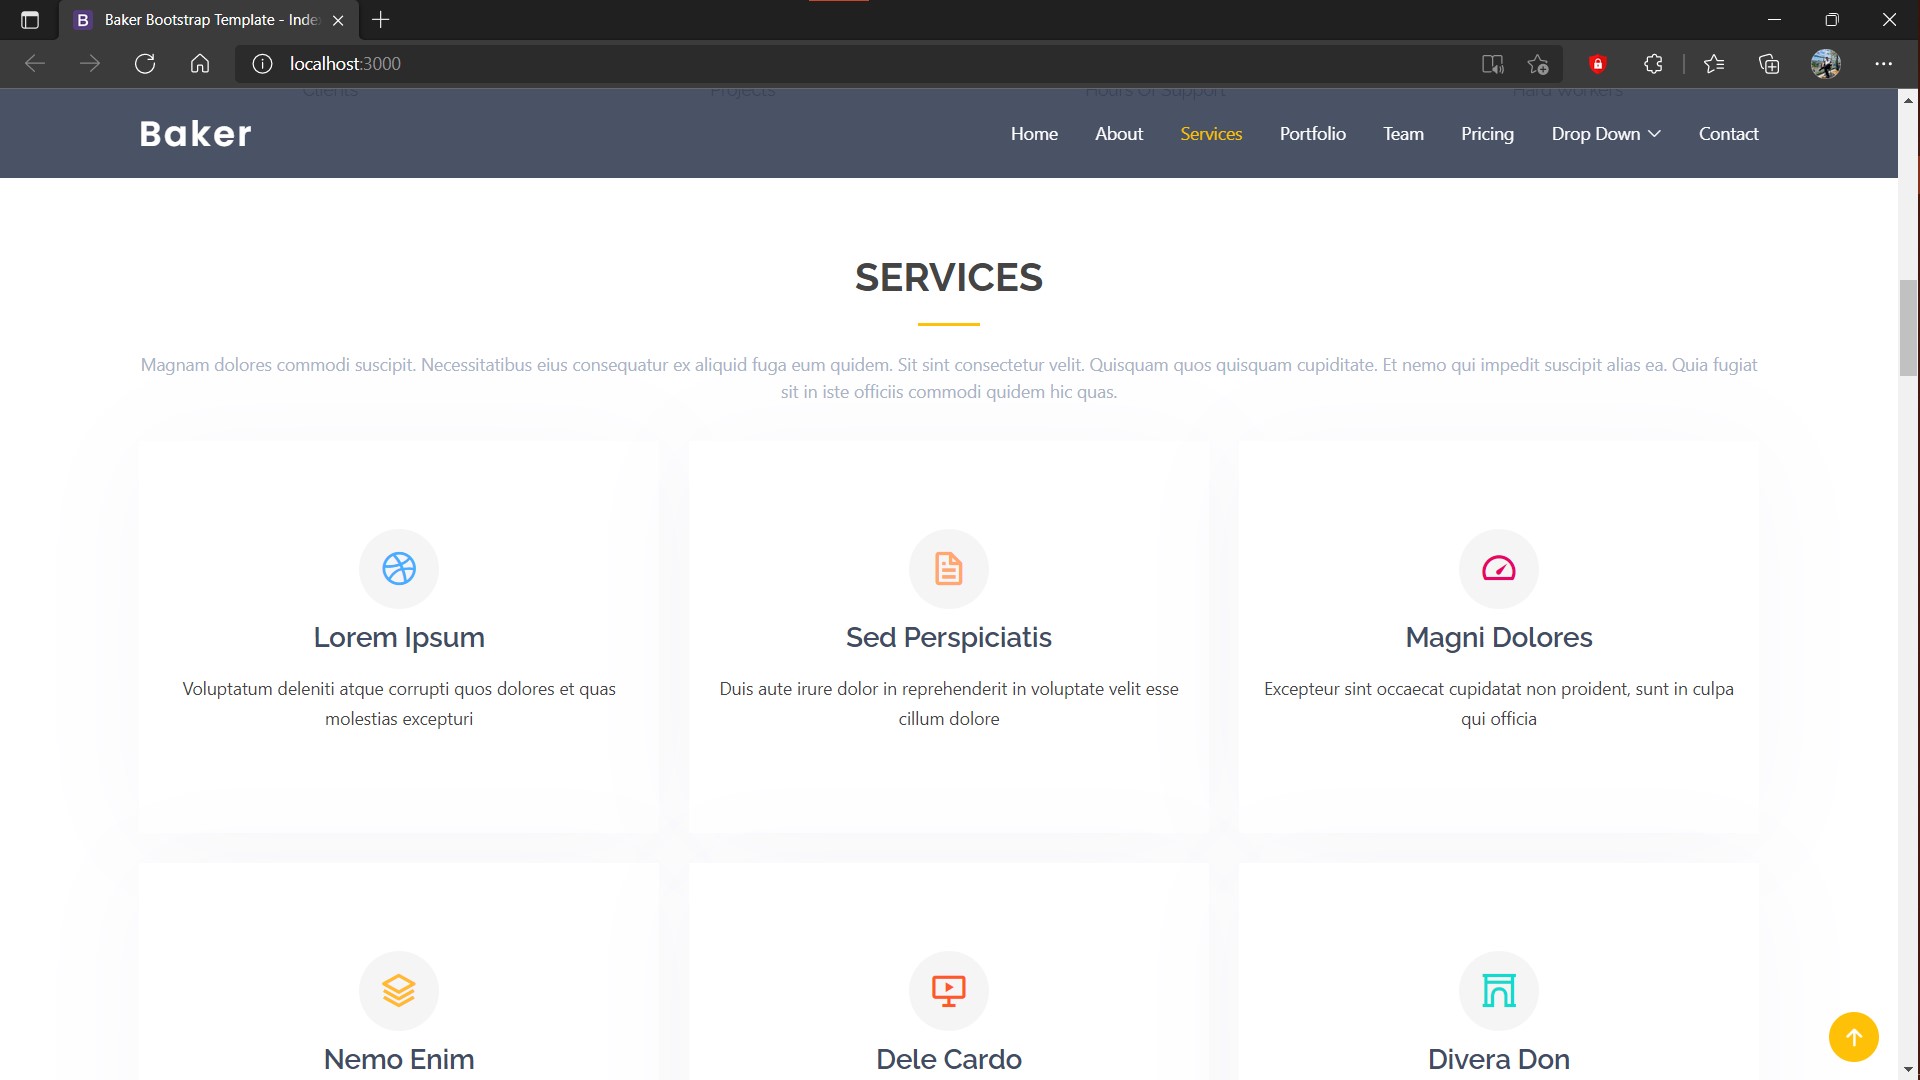 Baker Bootstrap Template - Inde
localhost:3000
Clients Projects Hours Of Support Hard Workers
Baker
Home About Services Portfolio Team Pricing Drop Down Contact
SERVICES
Magnam dolores commodi suscipit. Necessitatibus eius consequatur ex aliquid fuga eum quidem. Sit sint consectetur velit. Quisquam quos quisquam cupiditate. Et nemo qui impedit suscipit alias ea. Quia fugiat
sit in iste officiis commodi quidem hic quas.
Lorem Ipsum
Voluptatum deleniti atque corrupti quos dolores et quas
molestias excepturi
Sed Perspiciatis
Duis aute irure dolor in reprehenderit in voluptate velit esse
cillum dolore
Magni Dolores
Excepteur sint occaecat cupidatat non proident, sunt in culpa
qui officia
Nemo Enim
Dele Cardo
Divera Don